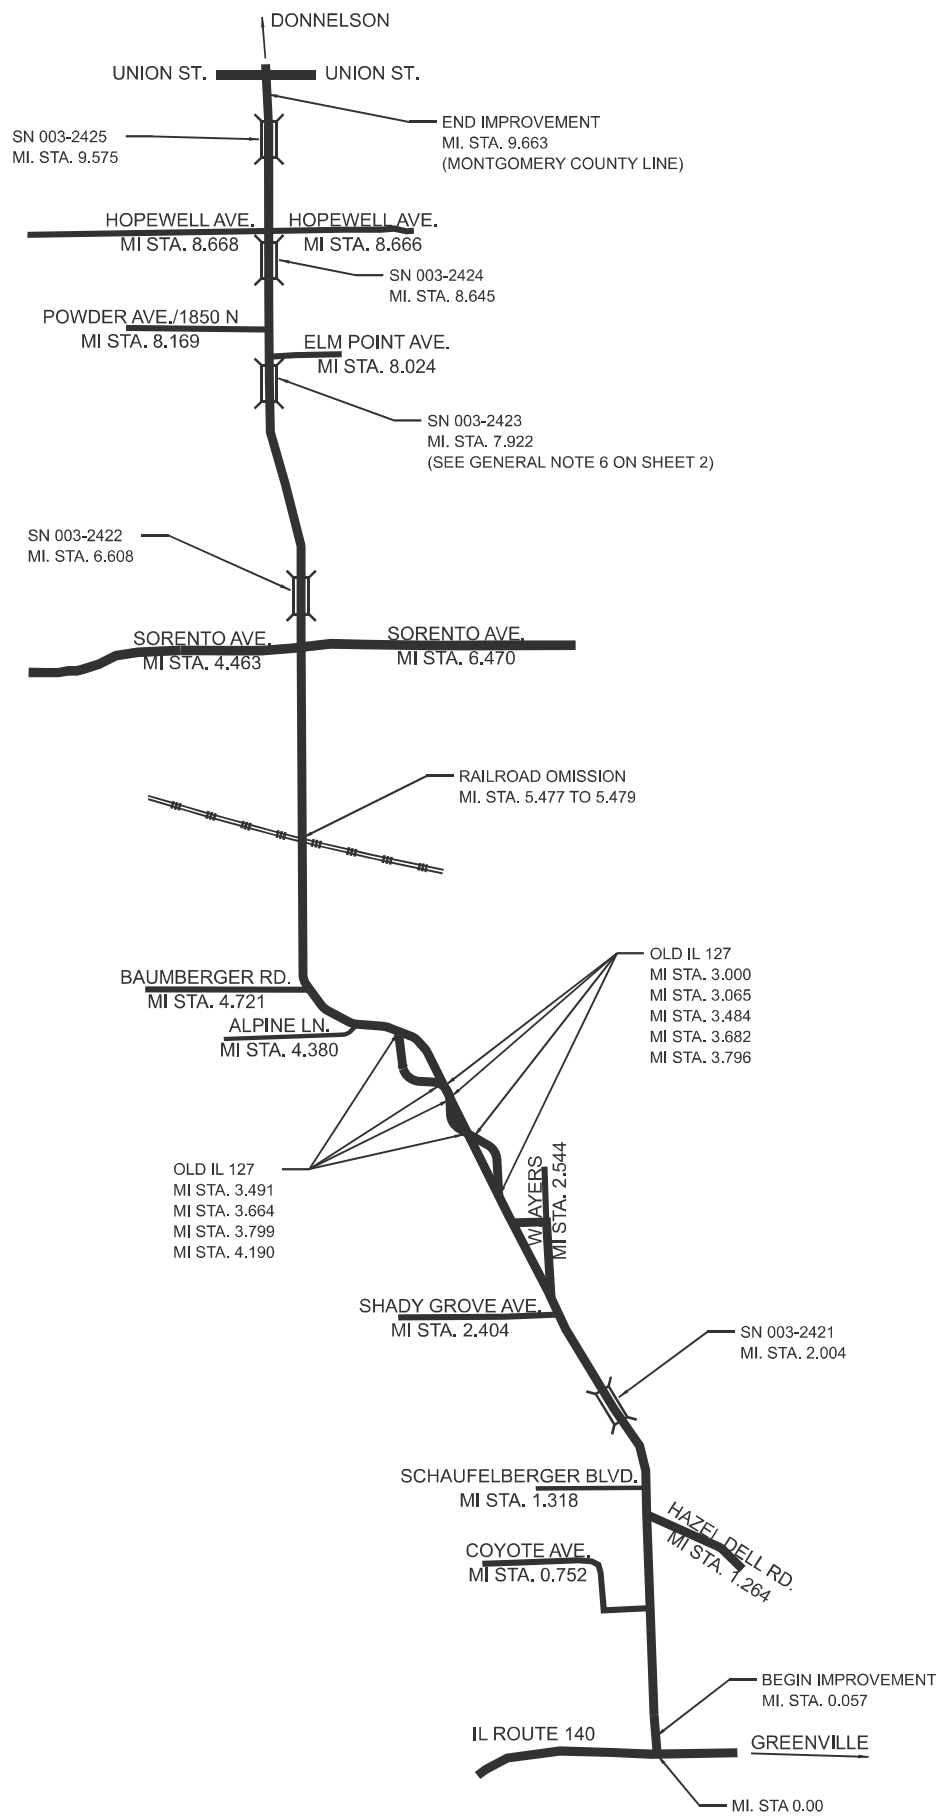 DONNELSON
UNION ST.
UNION ST.
END IMPROVEMENT
MI. STA. 9.663
(MONTGOMERY COUNTY LINE)
SN 003-2425
MI. STA. 9.575
HOPEWELL AVE.
MI STA. 8.668
HOPEWELL AVE.
MI STA. 8.666
SN 003-2424
MI. STA. 8.645
POWDER AVE./1850 N
MI STA. 8.169
ELM POINT AVE.
MI STA. 8.024
SN 003-2423
MI. STA. 7.922
(SEE GENERAL NOTE 6 ON SHEET 2)
SN 003-2422
MI. STA. 6.608
SORENTO AVE.
MI STA. 4.463
SORENTO AVE.
MI STA. 6.470
RAILROAD OMISSION
MI. STA. 5.477 TO 5.479
OLD IL 127
MI STA. 3.000
MI STA. 3.065
MI STA. 3.484
MI STA. 3.682
MI STA. 3.796
BAUMBERGER RD.
MI STA. 4.721
ALPINE LN.
MI STA. 4.380
OLD IL 127
MI STA. 3.491
MI STA. 3.664
MI STA. 3.799
MI STA. 4.190
W AYERS
MI STA. 2.544
SHADY GROVE AVE.
MI STA. 2.404
SN 003-2421
MI. STA. 2.004
SCHAUFELBERGER BLVD.
MI STA. 1.318
HAZEL DELL RD.
MI STA. 1.264
COYOTE AVE.
MI STA. 0.752
BEGIN IMPROVEMENT
MI. STA. 0.057
IL ROUTE 140
GREENVILLE
MI. STA 0.00